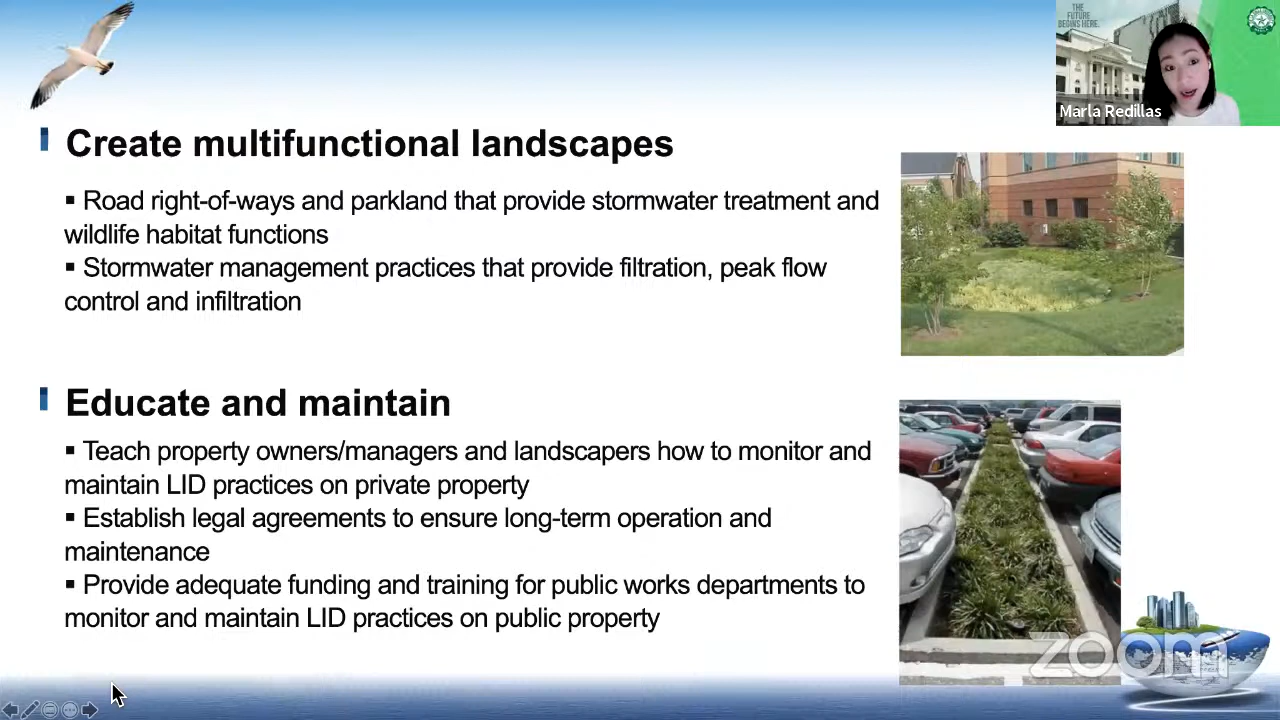 THE
FUTURE
BEGINS HERE.
Marla Redillas
Create multifunctional landscapes
▪ Road right-of-ways and parkland that provide stormwater treatment and
wildlife habitat functions
▪ Stormwater management practices that provide filtration, peak flow
control and infiltration
Educate and maintain
▪ Teach property owners/managers and landscapers how to monitor and
maintain LID practices on private property
▪ Establish legal agreements to ensure long-term operation and
maintenance
▪ Provide adequate funding and training for public works departments to
monitor and maintain LID practices on public property
zoom